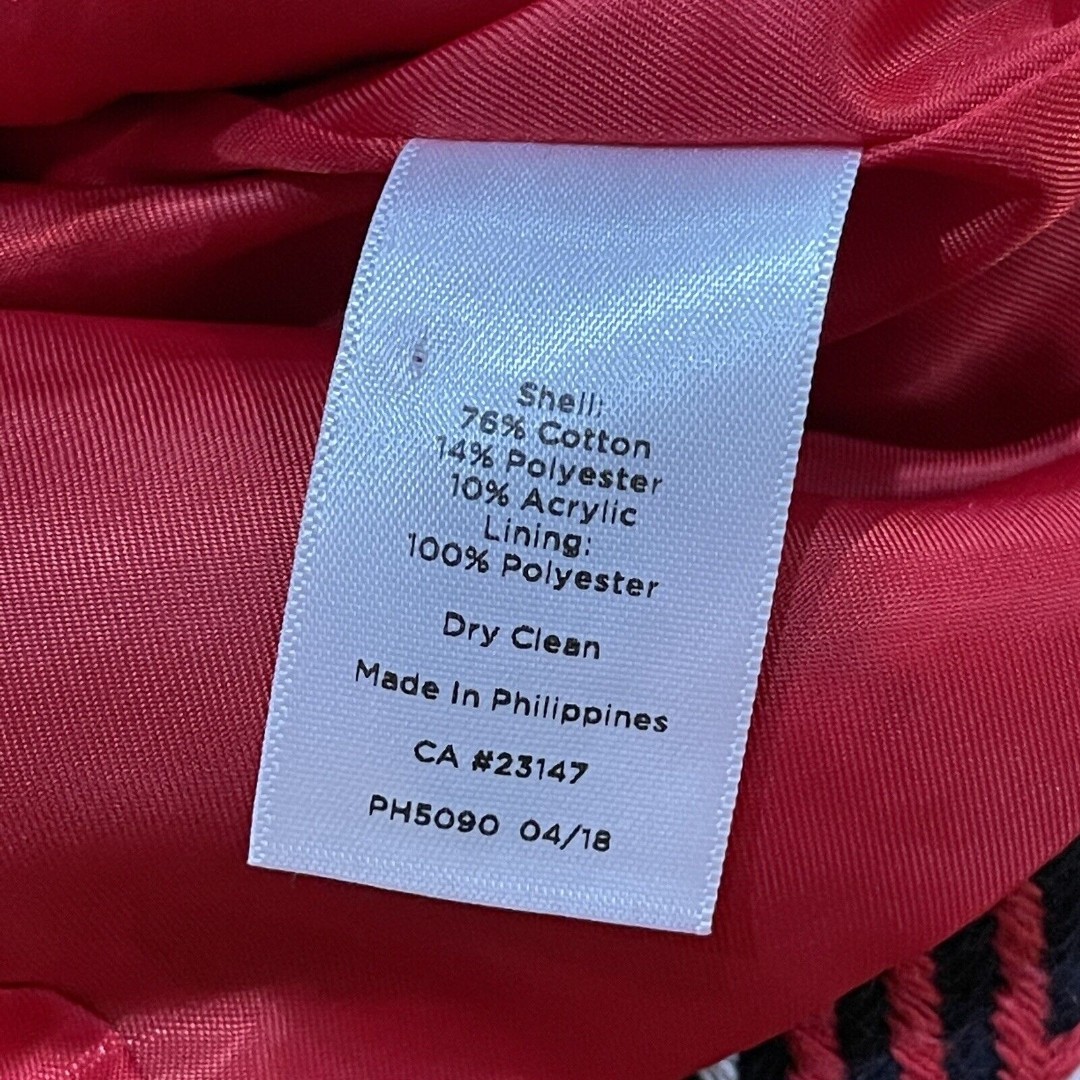 Shell:
76% Cotton
14% Polyester
10% Acrylic
Lining:
100% Polyester
Dry Clean
Made In Philippines
CA #23147
PH5090 04/18